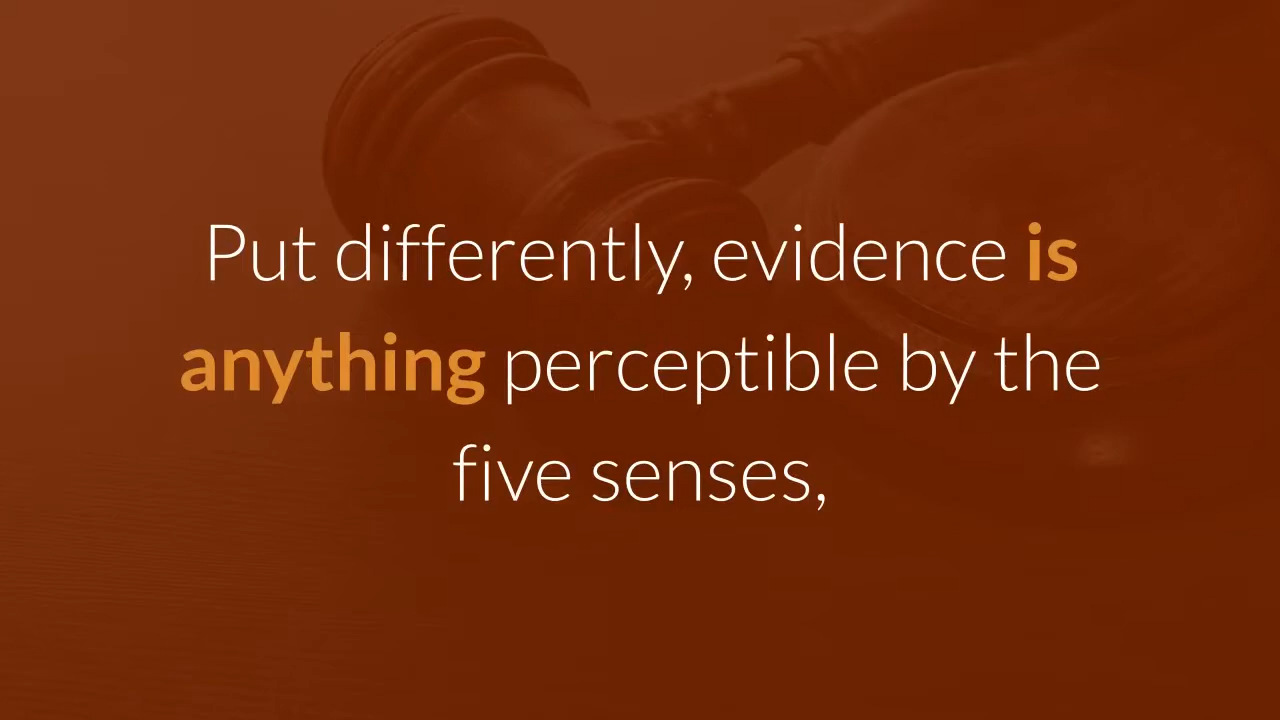 Put differently, evidence is
anything perceptible by the
five senses,